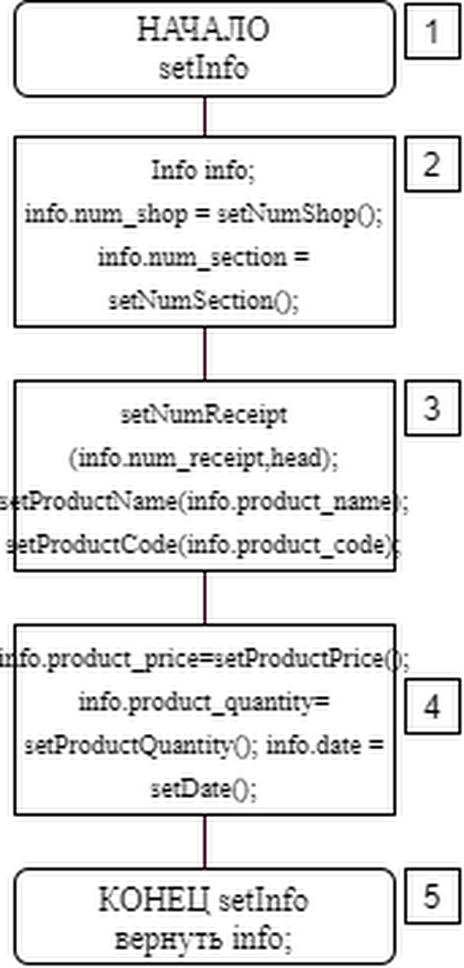 НАЧАЛО
setInfo
1
Info info;
info.num_shop = setNumShop();
info.num_section =
setNumSection();
2
setNumReceipt
(info.num_receipt,head);
setProductName(info.product_name);
setProductCode(info.product_code);
3
info.product_price=setProductPrice();
info.product_quantity=
setProductQuantity(); info.date =
setDate();
4
КОНЕЦ setInfo
вернуть info;
5